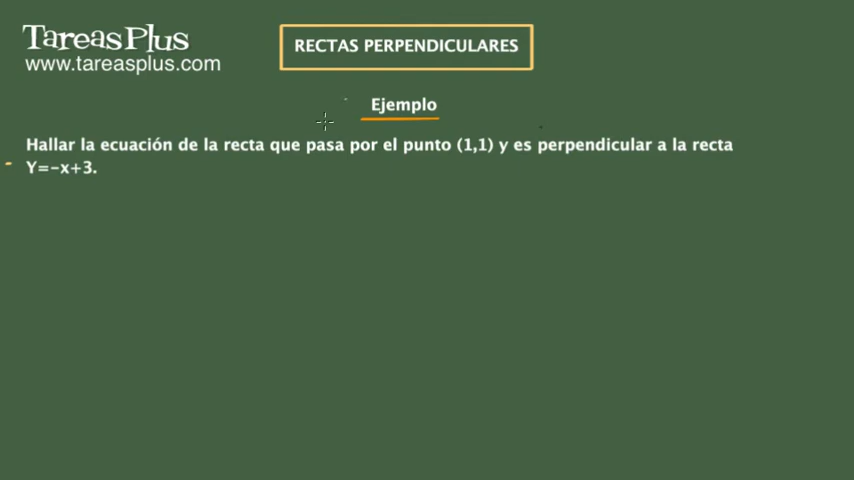 TareasPlus
www.tareasplus.com
RECTAS PERPENDICULARES
Ejemplo
Hallar la ecuación de la recta que pasa por el punto (1,1) y es perpendicular a la recta
Y=-x+3.